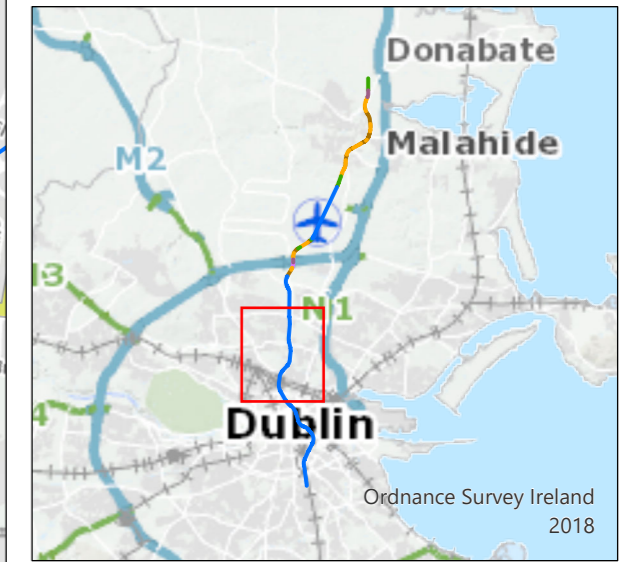 Donabate
M2
Malahide
N1
Dublin
Ordnance Survey Ireland
2018